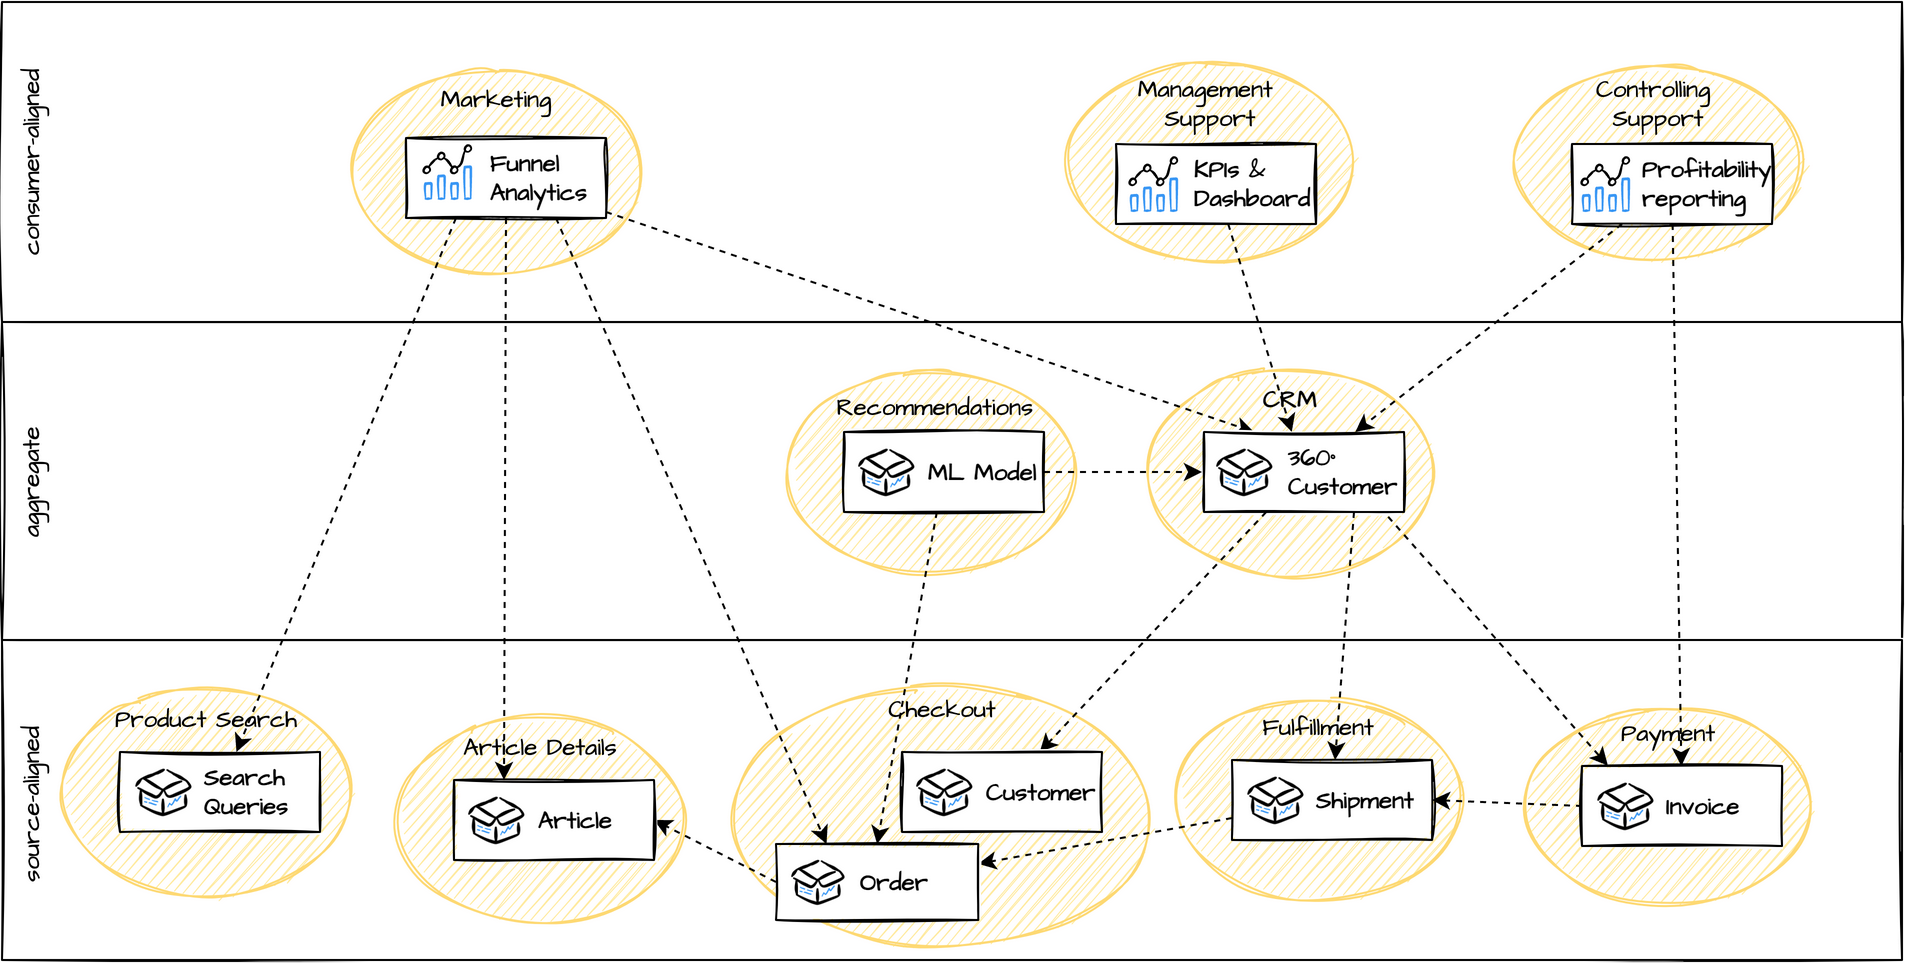 consumer-aligned
Marketing
Funnel
Analytics
Management
Support
KPIs &
Dashboard
Controlling
Support
Profitability
reporting
aggregate
Recommendations
ML Model
CRM
360°
Customer
source-aligned
Product Search
Search
Queries
Article Details
Article
Checkout
Customer
Order
Fulfillment
Shipment
Payment
Invoice